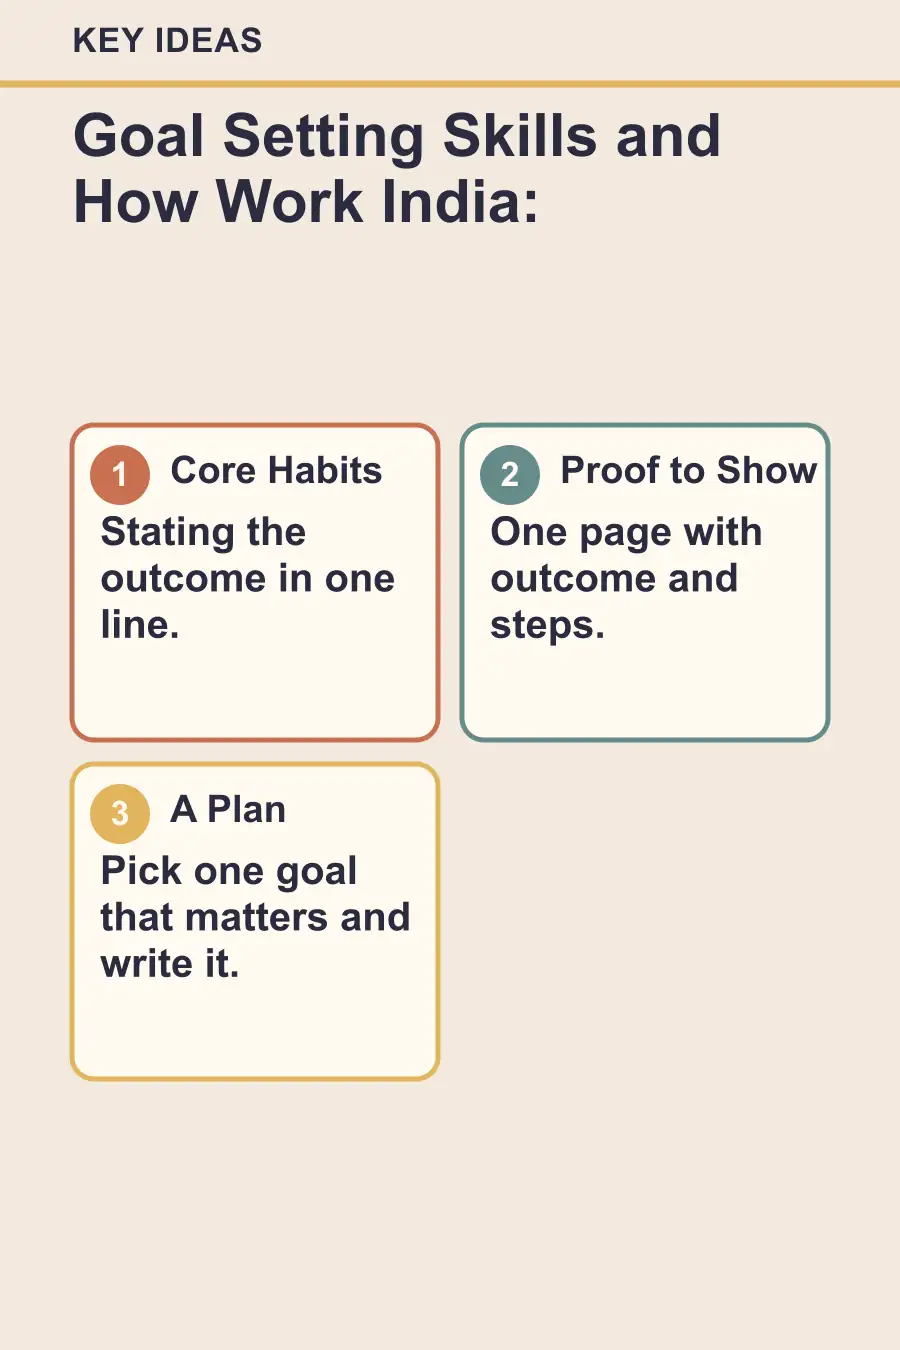 KEY IDEAS
Goal Setting Skills and
How Work India:
1 Core Habits
Stating the
outcome in one
line.
2 Proof to Show
One page with
outcome and
steps.
3 A Plan
Pick one goal
that matters and
write it.